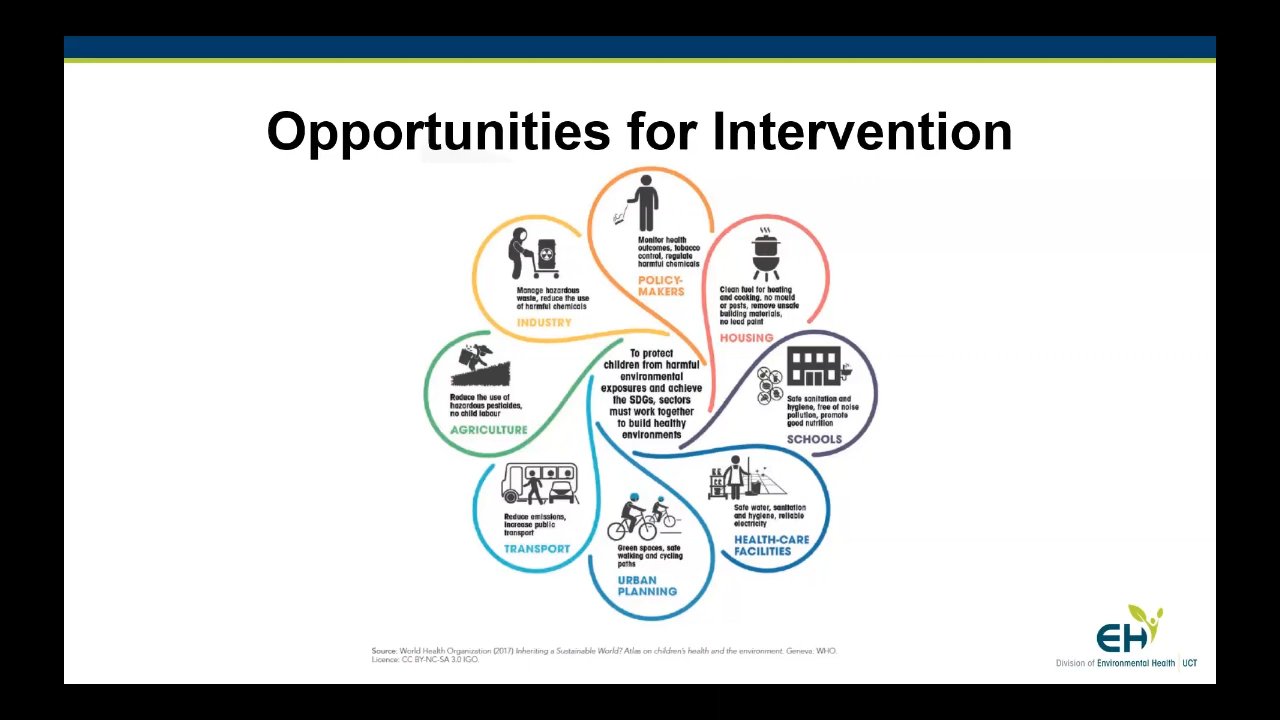 Opportunities for Intervention
Monitor health
outcomes, tobacco
control, regulate
harmful chemicals
POLICY-
MAKERS
Manage hazardous
waste, reduce the use
of harmful chemicals
INDUSTRY
Clean fuel for heating
and cooking, no mould
or pests, remove unsafe
building materials,
no lead paint
HOUSING
To protect
children from harmful
environmental
exposures and achieve
the SDGs, sectors
must work together
to build healthy
environments
Reduce the use of
hazardous pesticides,
no child labour
AGRICULTURE
Safe sanitation and
hygiene, free of noise
pollution, promote
good nutrition
SCHOOLS
Reduce emissions,
increase public
transport
TRANSPORT
Green spaces, safe
walking and cycling
paths
URBAN
PLANNING
Safe water, sanitation
and hygiene, reliable
electricity
HEALTH-CARE
FACILITIES
Source: World Health Organization (2017) Inheriting a Sustainable World? Atlas on children's health and the environment. Geneva: WHO.
Licence: CC BY-NC-SA 3.0 IGO.
EH
Division of Environmental Health | UCT